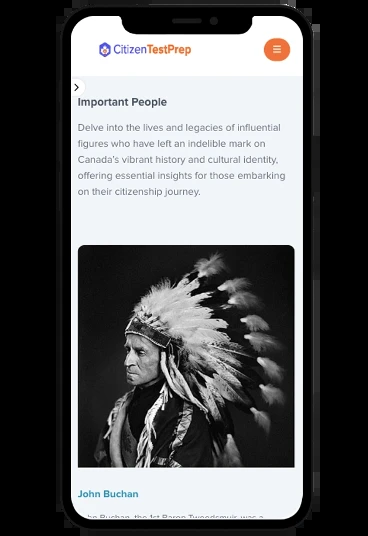 CitizenTestPrep
Important People
Delve into the lives and legacies of influential
figures who have left an indelible mark on
Canada's vibrant history and cultural identity,
offering essential insights for those embarking
on their citizenship journey.
John Buchan
Buchan, the 1st Baron Tweedsmuir, was a